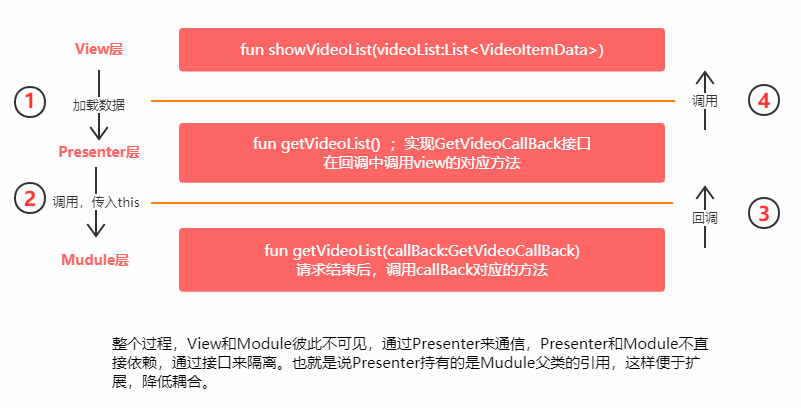 View层
fun showVideoList(videoList:List<VideoItemData>)
1
加载数据
调用
4
Presenter层
fun getVideoList() ；实现GetVideoCallBack接口
在回调中调用view的对应方法
2
调用，传入this
回调
3
Mudule层
fun getVideoList(callBack:GetVideoCallBack)
请求结束后，调用callBack对应的方法
整个过程，View和Module彼此不可见，通过Presenter来通信，Presenter和Module不直
接依赖，通过接口来隔离。也就是说Presenter持有的是Mudule父类的引用，这样便于扩
展，降低耦合。